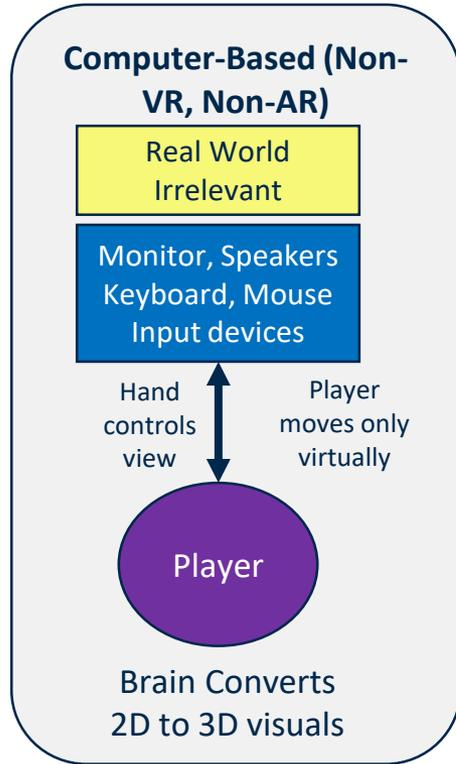 Computer-Based (Non-
VR, Non-AR)
Real World
Irrelevant
Monitor, Speakers
Keyboard, Mouse
Input devices
Hand
controls
view
Player
moves only
virtually
Player
Brain Converts
2D to 3D visuals